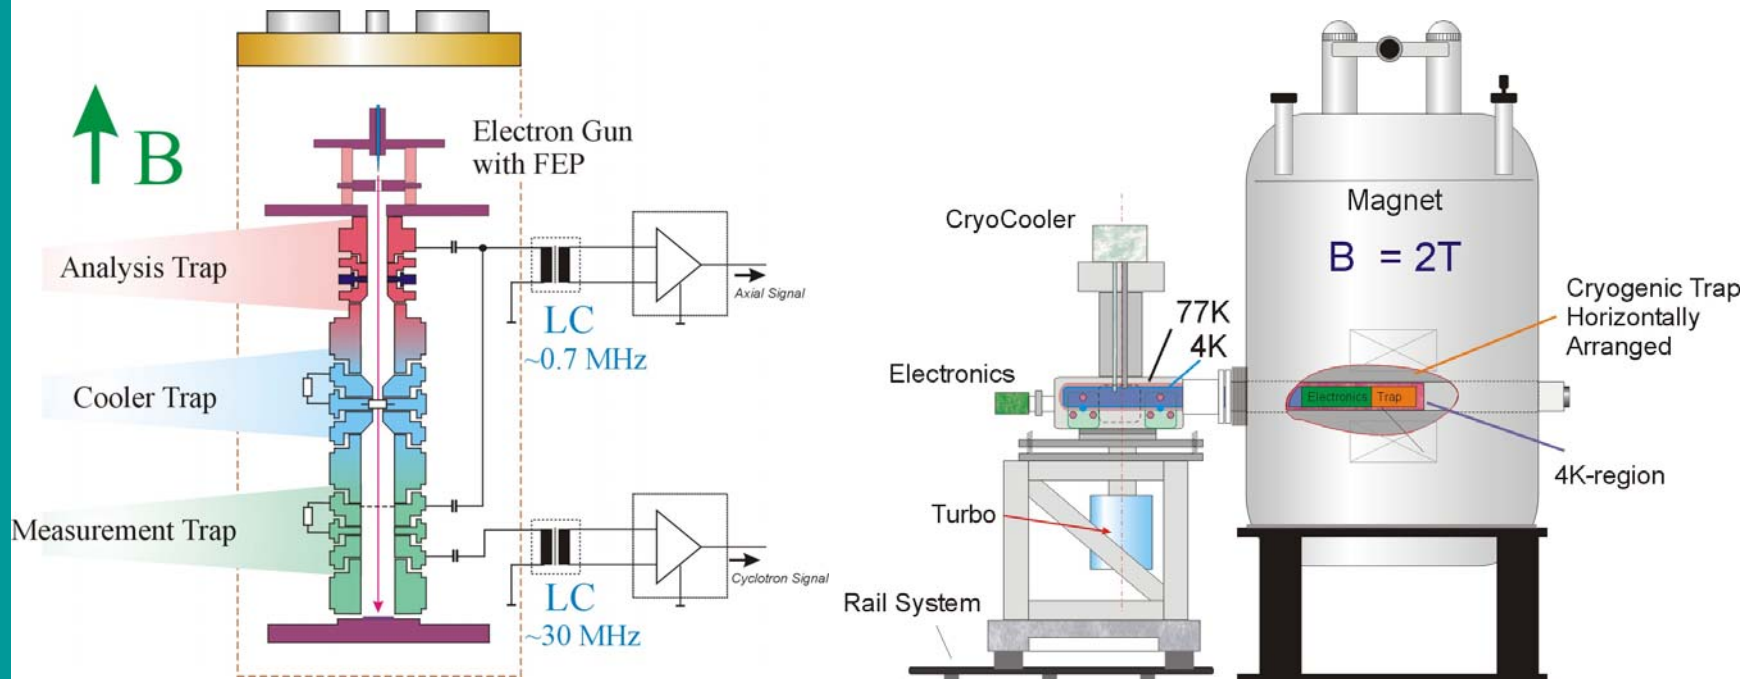 B
Electron Gun
with FEP
Analysis Trap
Axial Signal
LC
~0.7 MHz
Cooler Trap
Measurement Trap
Cyclotron Signal
LC
~30 MHz
CryoCooler
Magnet
B = 2T
Cryogenic Trap
Horizontally
Arranged
77K
4K
Electronics
Electronics Trap
4K-region
Turbo
Rail System